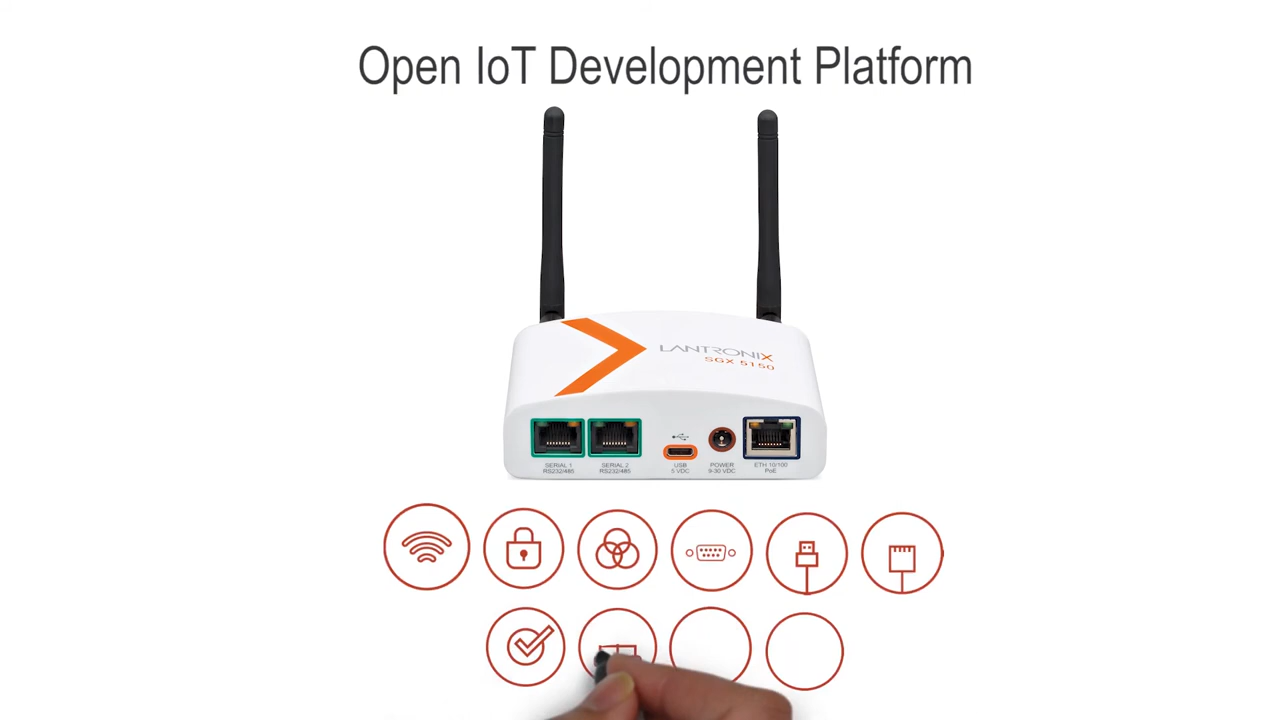 Open IoT Development Platform
LANTRONIX
SGX 5150
SERIAL 1
RS232/485
SERIAL 2
RS232/485
USB
5 VDC
POWER
9-30 VDC
ETH 10/100
PoE